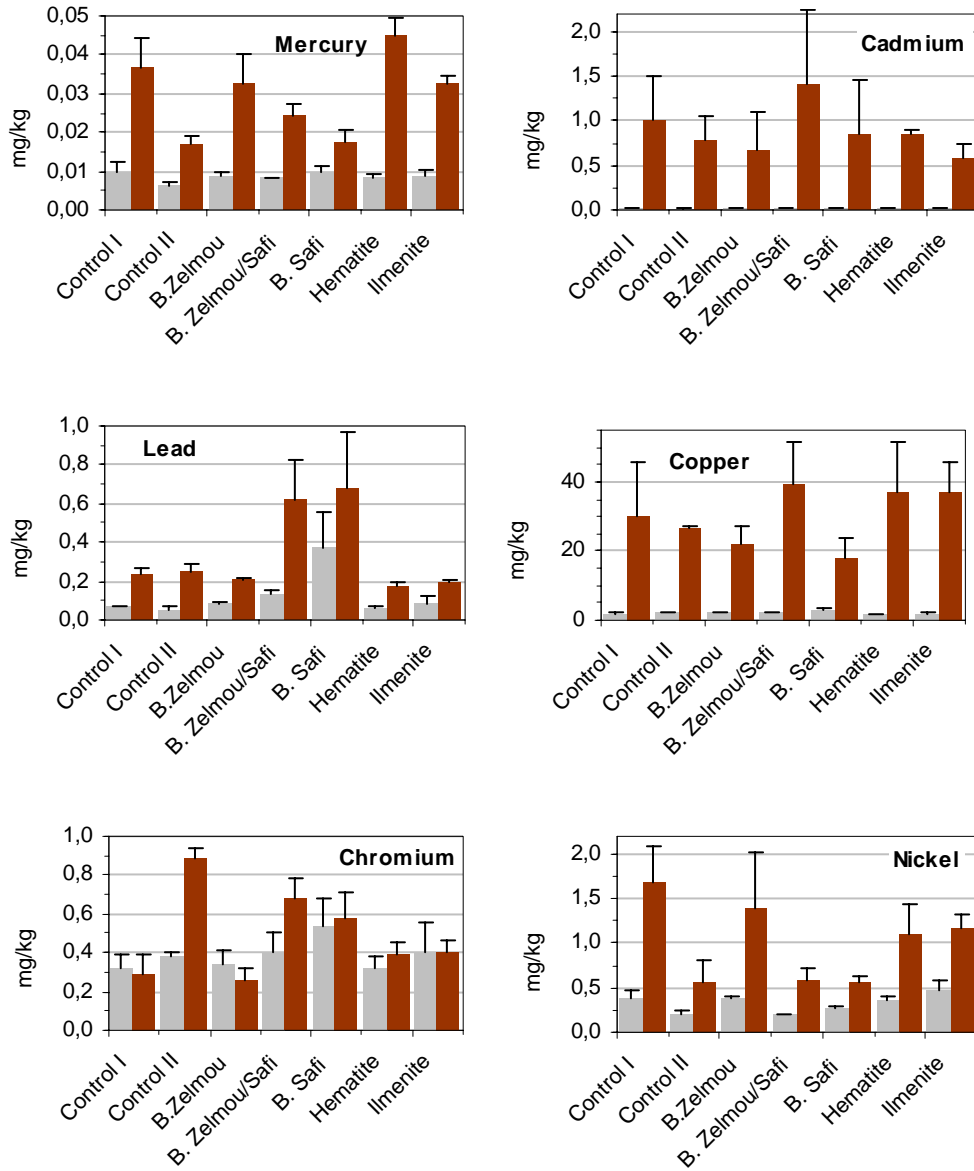 Mercury
mg/kg
0,05
0,04
0,03
0,02
0,01
0,00
Control I
Control II
B.Zelmou
B. Zelmou/Safi
B. Safi
Hematite
Ilmenite
Cadmium
mg/kg
2,0
1,5
1,0
0,5
0,0
Control I
Control II
B.Zelmou
B. Zelmou/Safi
B. Safi
Hematite
Ilmenite
Lead
mg/kg
1,0
0,8
0,6
0,4
0,2
0,0
Control I
Control II
B.Zelmou
B. Zelmou/Safi
B. Safi
Hematite
Ilmenite
Copper
mg/kg
40
20
0
Control I
Control II
B.Zelmou
B. Zelmou/Safi
B. Safi
Hematite
Ilmenite
Chromium
mg/kg
1,0
0,8
0,6
0,4
0,2
0,0
Control I
Control II
B.Zelmou
B. Zelmou/Safi
B. Safi
Hematite
Ilmenite
Nickel
mg/kg
2,0
1,5
1,0
0,5
0,0
Control I
Control II
B.Zelmou
B. Zelmou/Safi
B. Safi
Hematite
Ilmenite